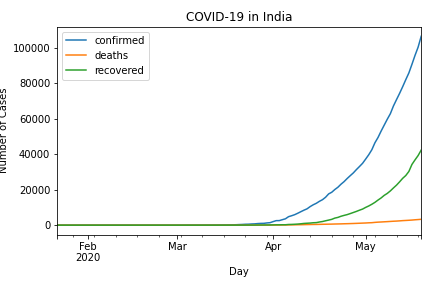 COVID-19 in India
confirmed
deaths
recovered
100000
80000
60000
40000
20000
0
Number of Cases
Feb
2020
Mar
Apr
May
Day